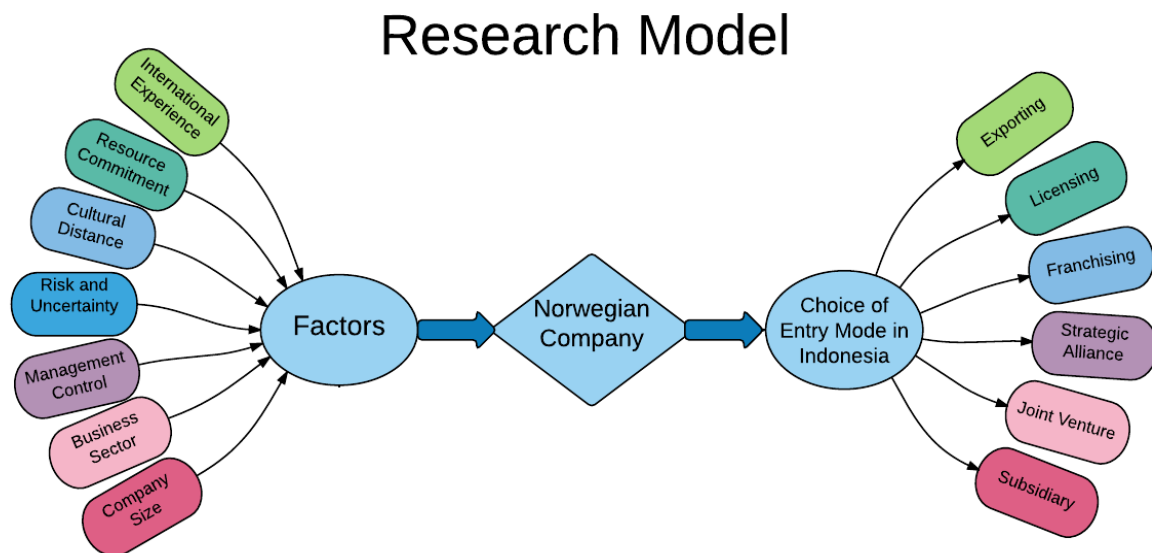 Research Model
International
Experience
Resource
Commitment
Cultural
Distance
Risk and
Uncertainty
Management
Control
Business
Sector
Company
Size
Factors
Norwegian
Company
Choice of
Entry Mode in
Indonesia
Exporting
Licensing
Franchising
Strategic
Alliance
Joint Venture
Subsidiary